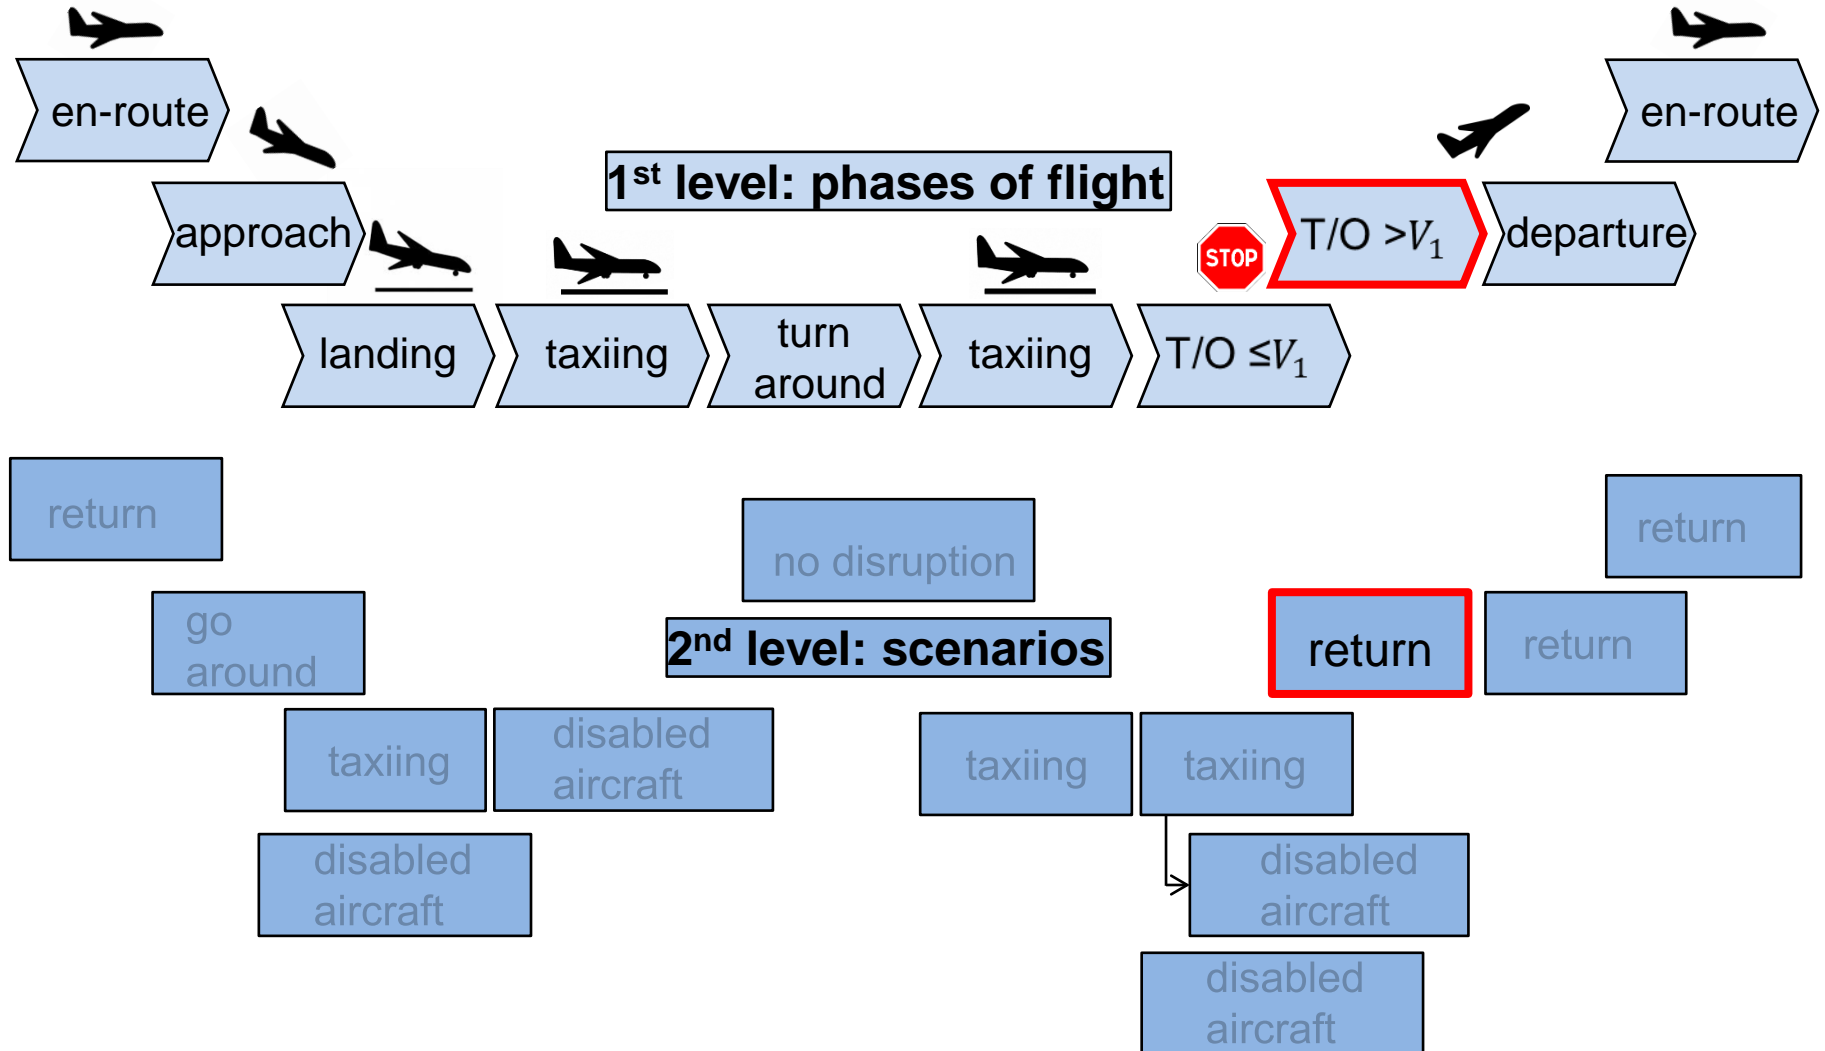 en-route
en-route
1st level: phases of flight
approach
STOP
T/O >V1
departure
landing
taxiing
turn
around
taxiing
T/O ≤V1
return
return
no disruption
go
around
2nd level: scenarios
return
return
taxiing
disabled
aircraft
taxiing
taxiing
disabled
aircraft
disabled
aircraft
disabled
aircraft